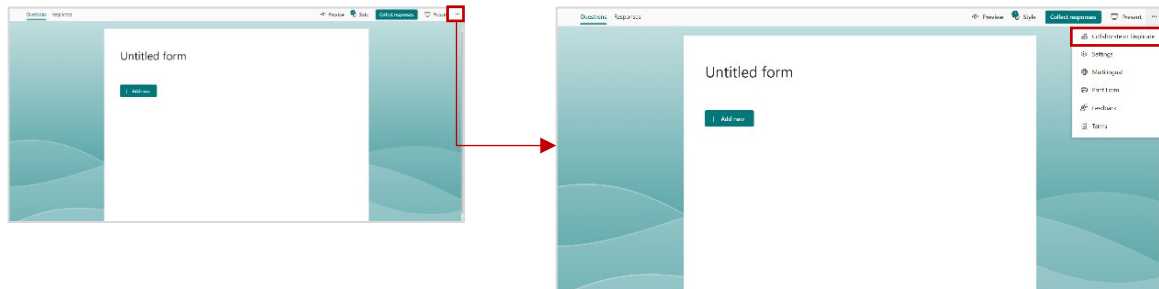 Questions Responses Preview Style Collect responses Present ...
Untitled form
+ Add new
Questions Responses Preview Style Collect responses Present ...
Collaborate or Duplicate
Settings
Multilingual
Print Form
Feedback
Terms
Untitled form
+ Add new